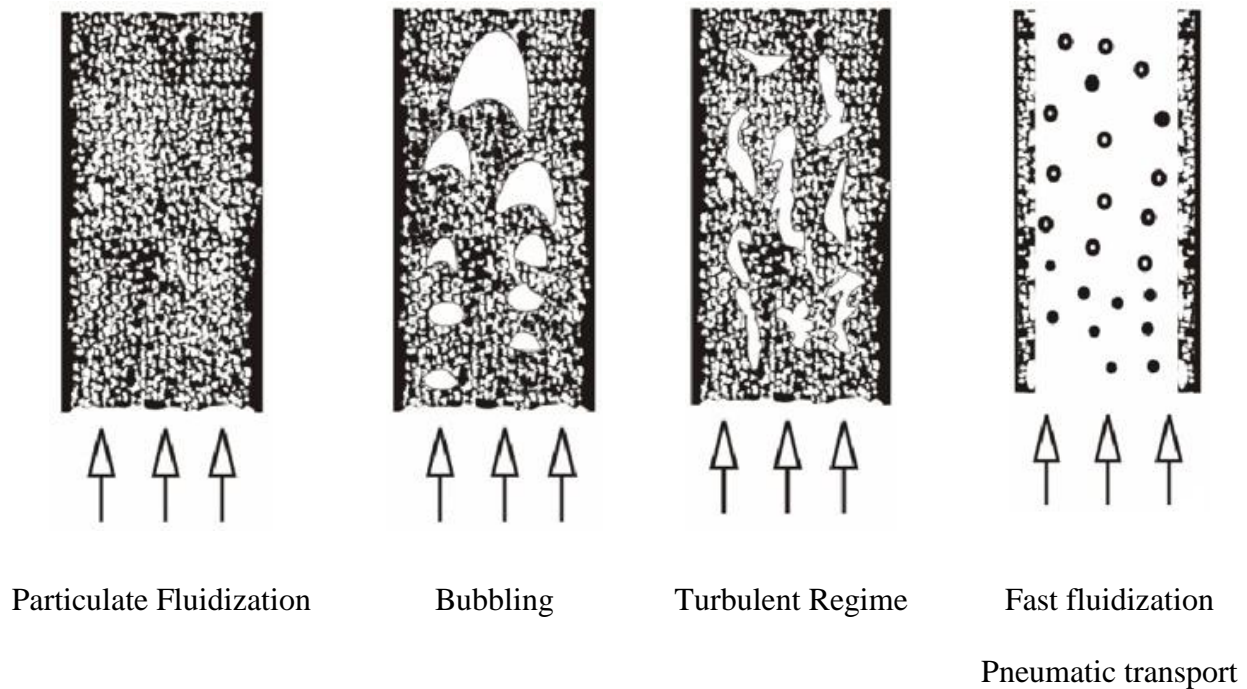 Particulate Fluidization
Bubbling
Turbulent Regime
Fast fluidization
Pneumatic transport